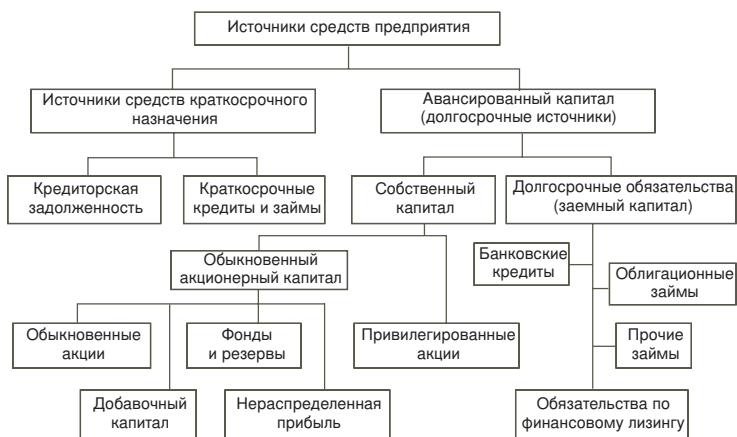 Источники средств предприятия
Источники средств краткосрочного
назначения
Авансированный капитал
(долгосрочные источники)
Кредиторская
задолженность
Краткосрочные
кредиты и займы
Собственный
капитал
Долгосрочные обязательства
(заемный капитал)
Обыкновенный
акционерный капитал
Банковские
кредиты
Облигационные
займы
Обыкновенные
акции
Фонды
и резервы
Привилегированные
акции
Прочие
займы
Добавочный
капитал
Нераспределенная
прибыль
Обязательства по
финансовому лизингу